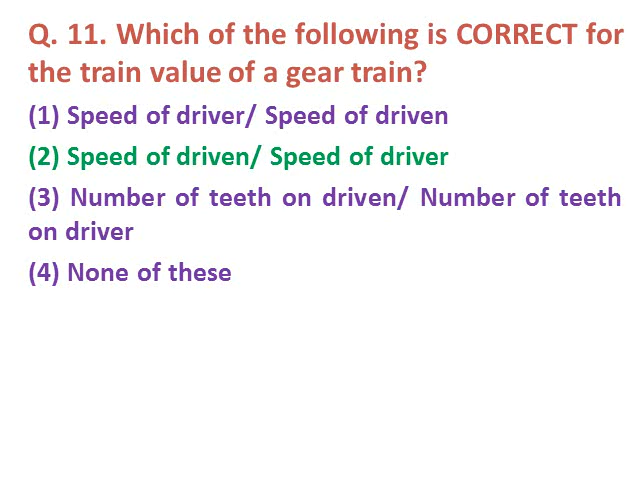 Q. 11. Which of the following is CORRECT for
the train value of a gear train?
(1) Speed of driver/ Speed of driven
(2) Speed of driven/ Speed of driver
(3) Number of teeth on driven/ Number of teeth
on driver
(4) None of these